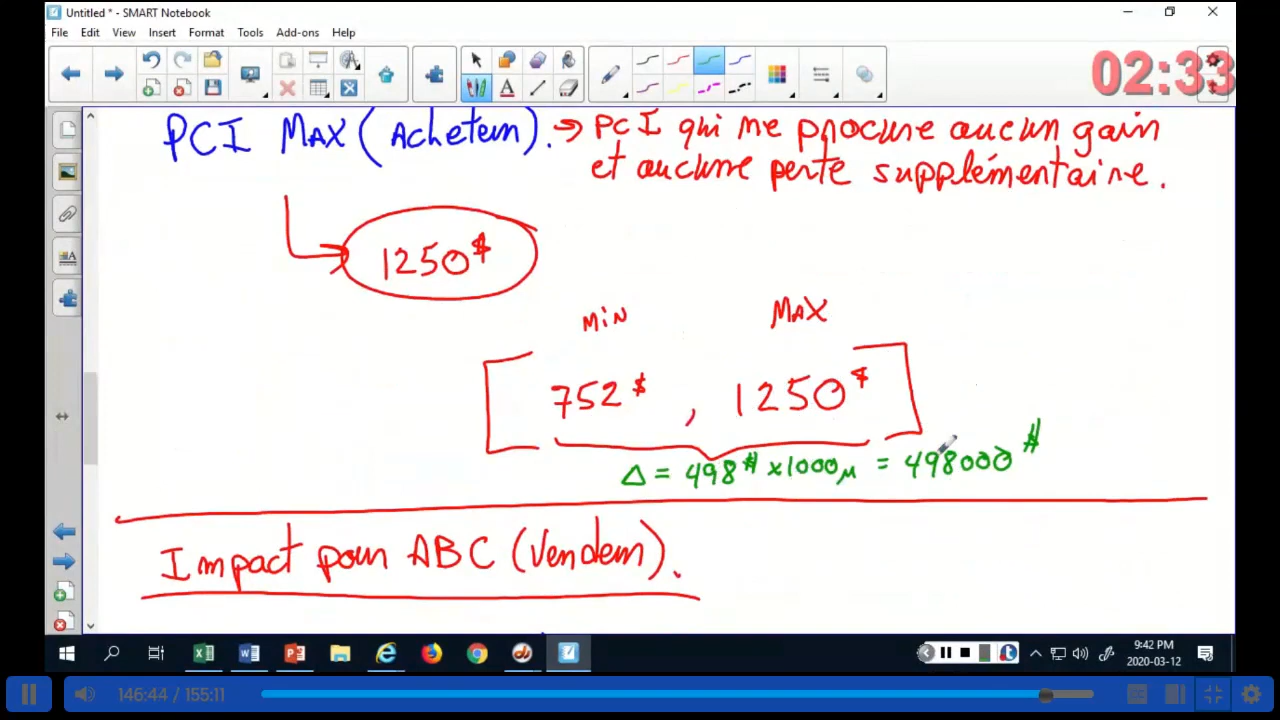 Untitled * - SMART Notebook
File Edit View Insert Format Tools Add-ons Help
02:33
PCI MAX (Acheteur). → PCI qui ne procure aucun gain
et aucune perte supplémentaire.
1250$
MIN MAX
[ 752$ , 1250$ ]
Δ = 498$ x1000µ = 498000$
Impact pour ABC (Vendeur).
9:42 PM
2020-03-12
146:44 / 155:11